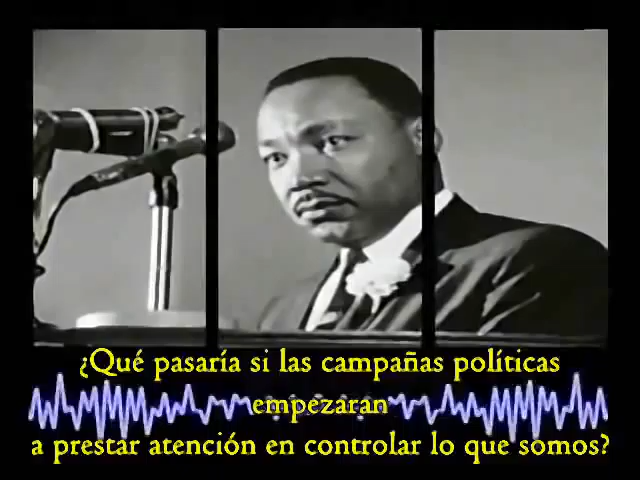 ¿Qué pasaría si las campañas políticas
empezaran
a prestar atención en controlar lo que somos?